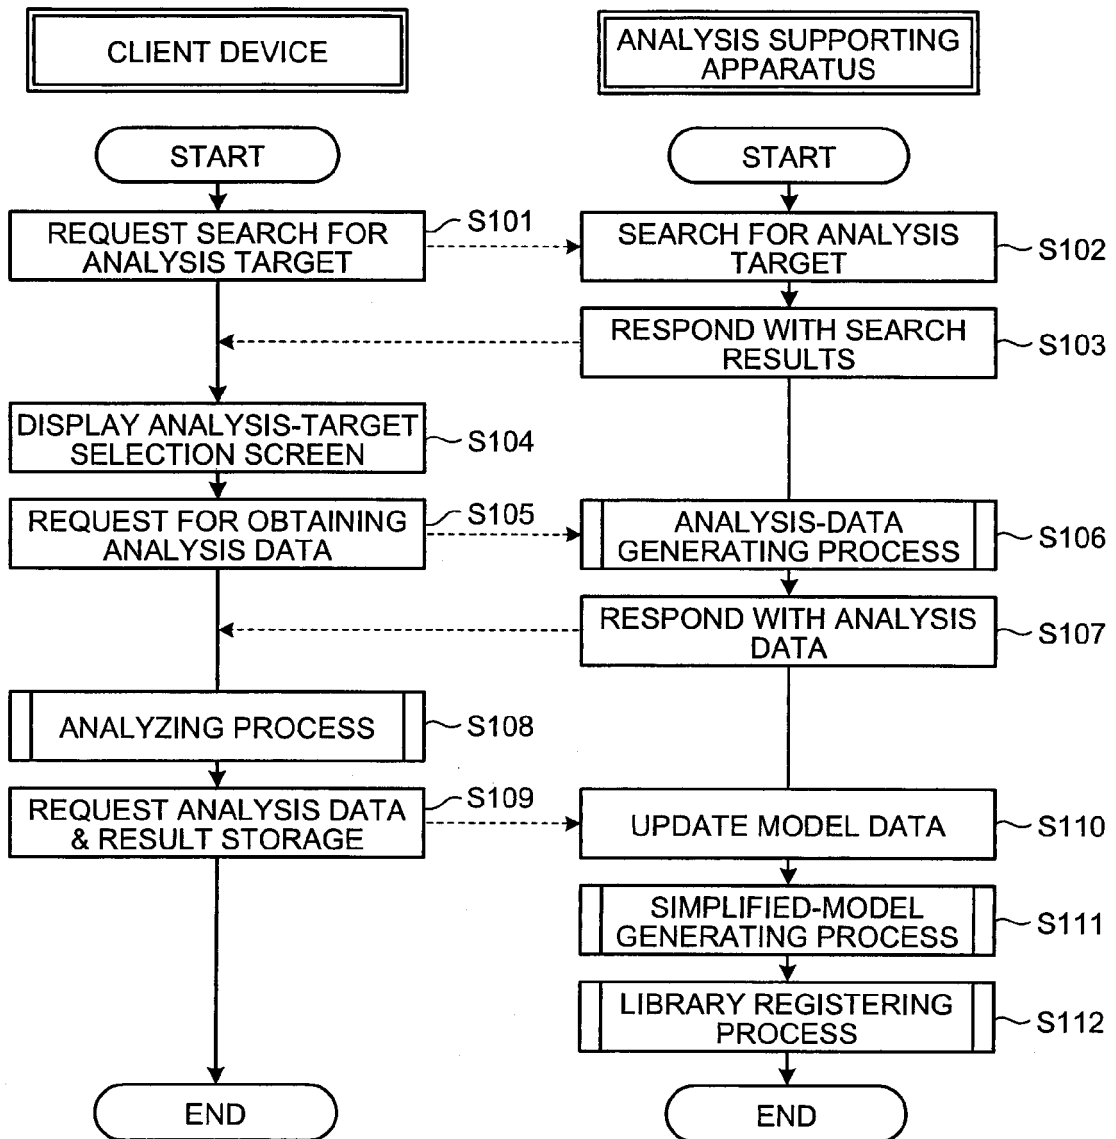 CLIENT DEVICE
ANALYSIS SUPPORTING
APPARATUS
START
START
REQUEST SEARCH FOR
ANALYSIS TARGET
S101
SEARCH FOR ANALYSIS
TARGET
S102
RESPOND WITH SEARCH
RESULTS
S103
DISPLAY ANALYSIS-TARGET
SELECTION SCREEN
S104
REQUEST FOR OBTAINING
ANALYSIS DATA
S105
ANALYSIS-DATA
GENERATING PROCESS
S106
RESPOND WITH ANALYSIS
DATA
S107
ANALYZING PROCESS
S108
REQUEST ANALYSIS DATA
& RESULT STORAGE
S109
UPDATE MODEL DATA
S110
SIMPLIFIED-MODEL
GENERATING PROCESS
S111
LIBRARY REGISTERING
PROCESS
S112
END
END